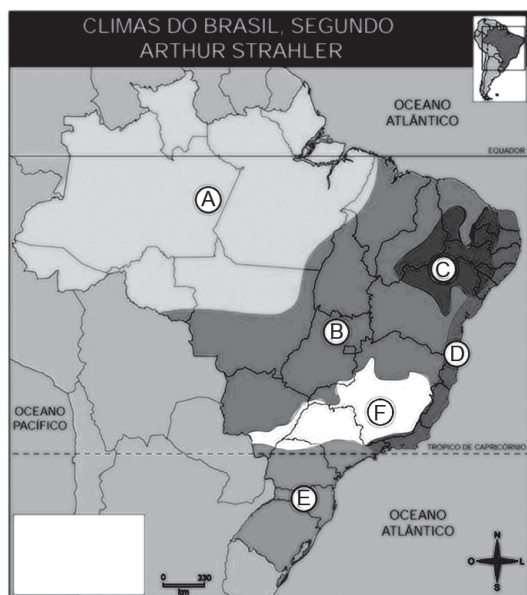 CLIMAS DO BRASIL, SEGUNDO
ARTHUR STRAHLER
OCEANO
ATLÂNTICO
EQUADOR
A
C
B
D
OCEANO
PACÍFICO
F
TRÓPICO DE CAPRICÓRNIO
E
OCEANO
ATLÂNTICO
N
O
L
S
0 330
km